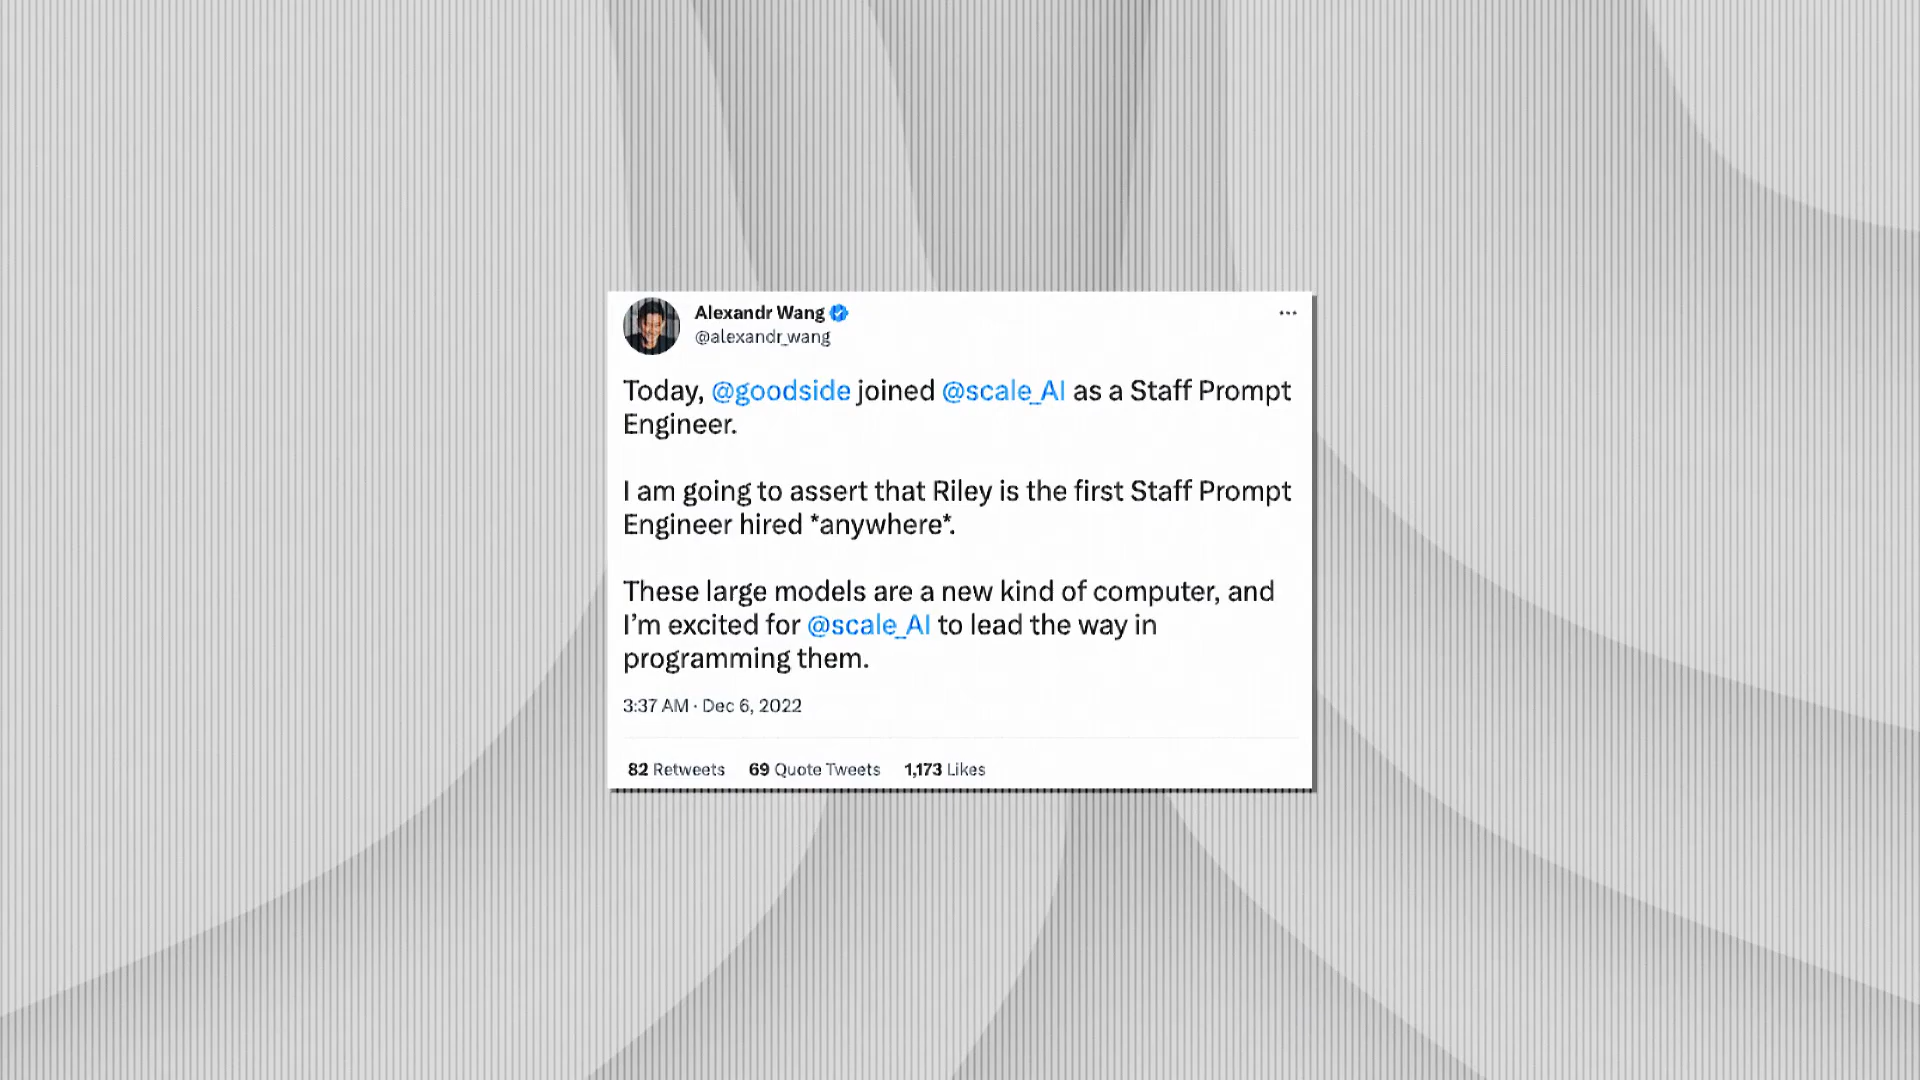 Alexandr Wang
@alexandr_wang
Today, @goodside joined @scale_AI as a Staff Prompt
Engineer.
I am going to assert that Riley is the first Staff Prompt
Engineer hired *anywhere*.
These large models are a new kind of computer, and
I'm excited for @scale_AI to lead the way in
programming them.
3:37 AM · Dec 6, 2022
82 Retweets 69 Quote Tweets 1,173 Likes